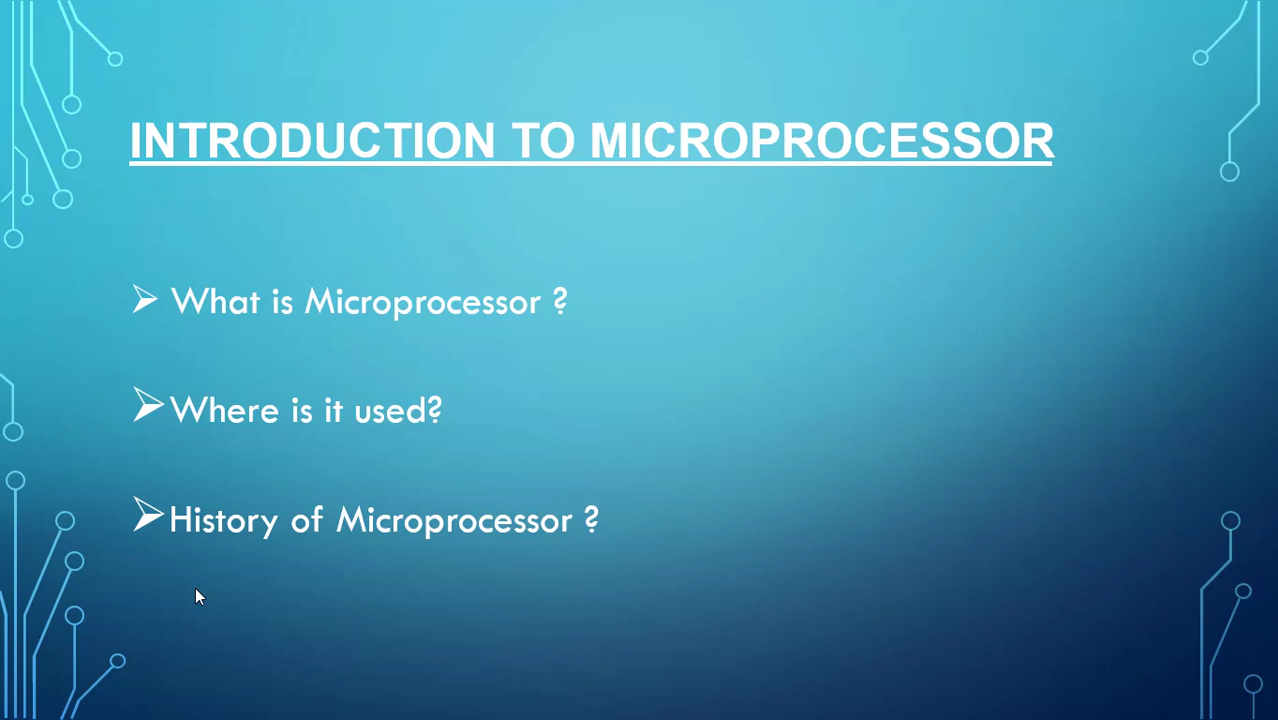 INTRODUCTION TO MICROPROCESSOR
What is Microprocessor ?
Where is it used?
History of Microprocessor ?